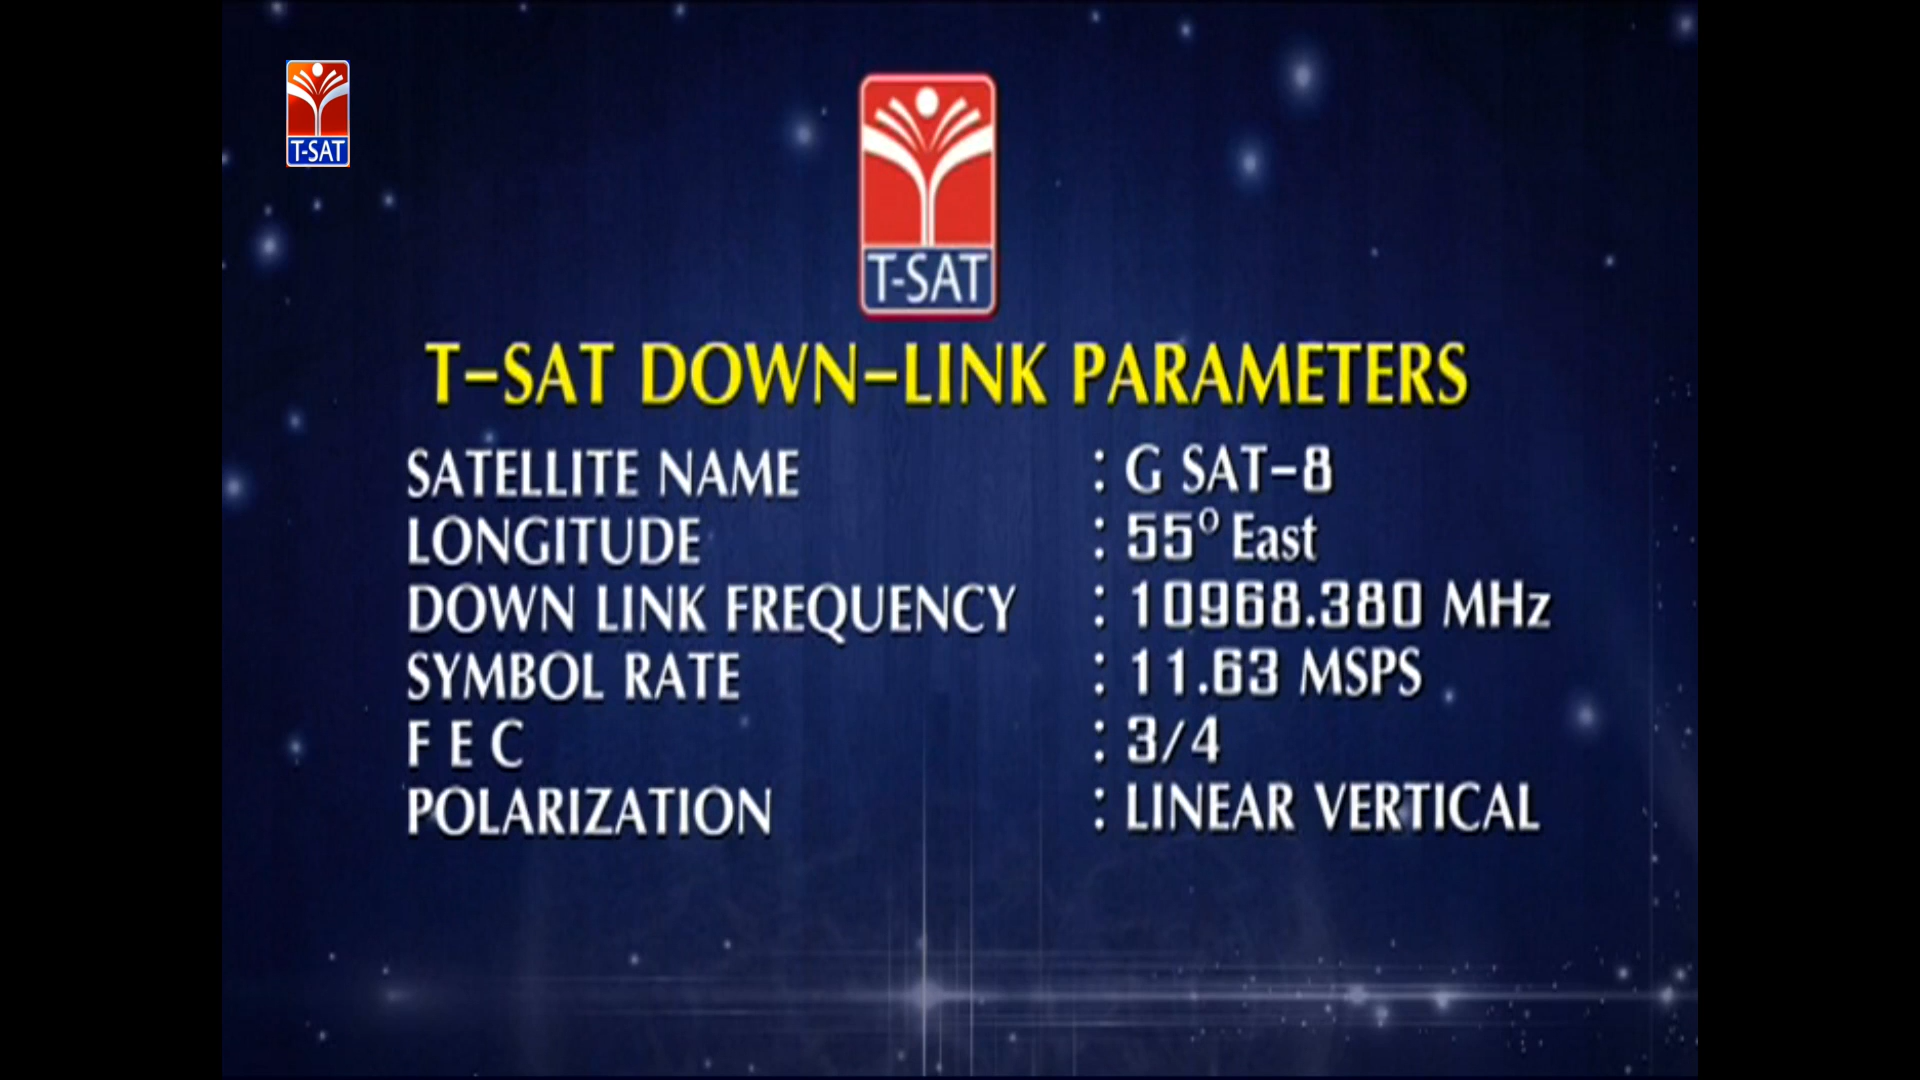 T-SAT
T-SAT
T-SAT DOWN-LINK PARAMETERS
SATELLITE NAME : G SAT-8
LONGITUDE : 55° East
DOWN LINK FREQUENCY : 10968.380 MHz
SYMBOL RATE : 11.63 MSPS
F E C : 3/4
POLARIZATION : LINEAR VERTICAL